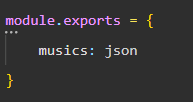 module.exports = {
    musics: json
}